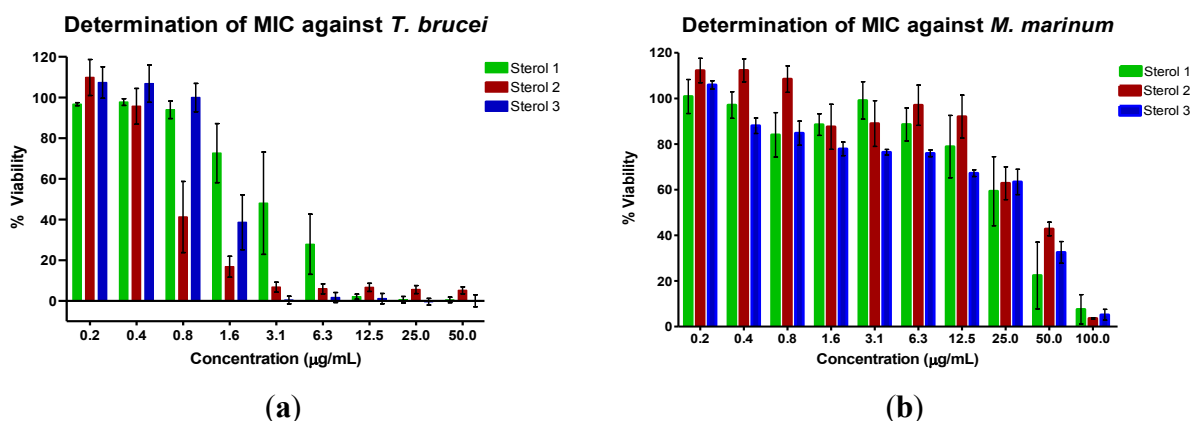 Determination of MIC against T. brucei
Sterol 1
Sterol 2
Sterol 3
% Viability
120
100
80
60
40
20
0
0.2 0.4 0.8 1.6 3.1 6.3 12.5 25.0 50.0
Concentration (µg/mL)
(a)
Determination of MIC against M. marinum
Sterol 1
Sterol 2
Sterol 3
% Viability
120
100
80
60
40
20
0
0.2 0.4 0.8 1.6 3.1 6.3 12.5 25.0 50.0 100.0
Concentration (µg/mL)
(b)